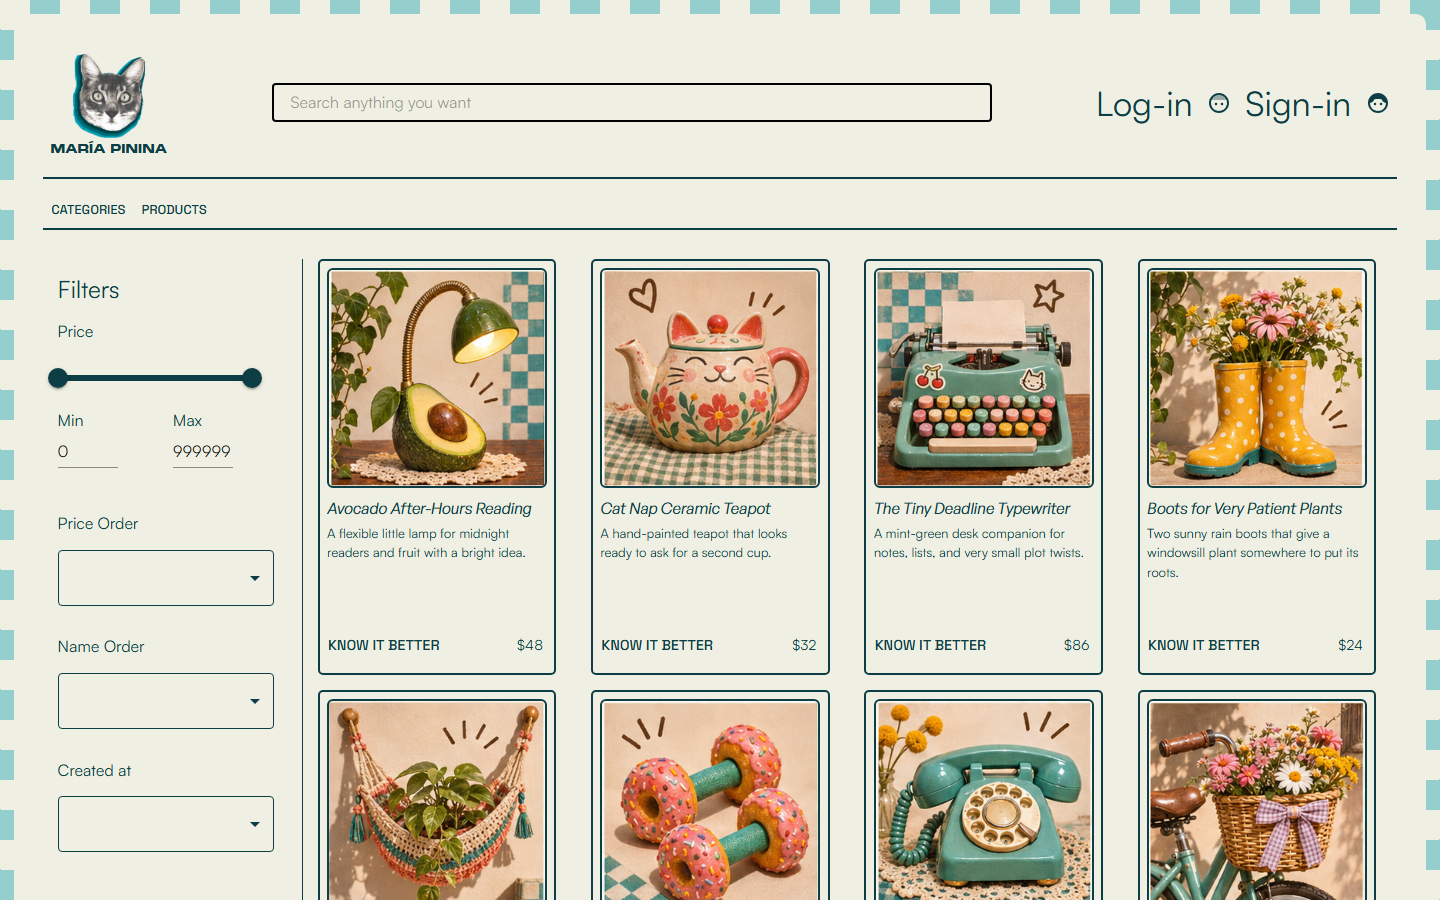 MARÍA PININA
Search anything you want
Log-in
Sign-in
CATEGORIES
PRODUCTS
Filters
Price
Min
Max
0
999999
Price Order
Name Order
Created at
Avocado After-Hours Reading
A flexible little lamp for midnight
readers and fruit with a bright idea.
KNOW IT BETTER
$48
Cat Nap Ceramic Teapot
A hand-painted teapot that looks
ready to ask for a second cup.
KNOW IT BETTER
$32
The Tiny Deadline Typewriter
A mint-green desk companion for
notes, lists, and very small plot twists.
KNOW IT BETTER
$86
Boots for Very Patient Plants
Two sunny rain boots that give a
windowsill plant somewhere to put its
roots.
KNOW IT BETTER
$24